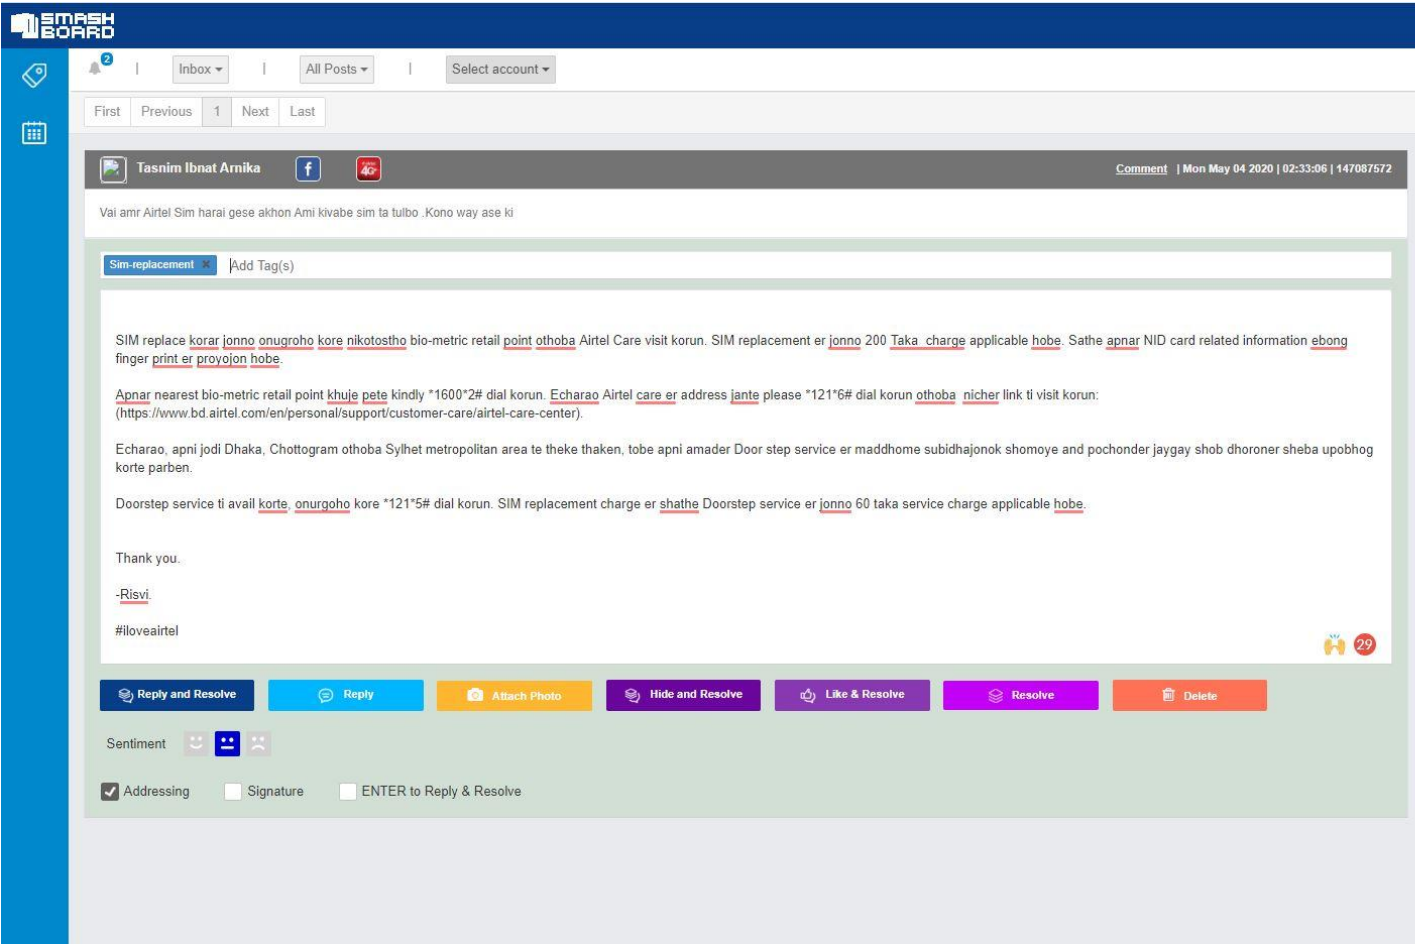 SMASH
BOARD
2
Inbox
All Posts
Select account
First Previous 1 Next Last
Tasnim Ibnat Arnika
f
4G
Comment | Mon May 04 2020 | 02:33:06 | 147087572
Vai amr Airtel Sim harai gese akhon Ami kivabe sim ta tulbo .Kono way ase ki
Sim-replacement × Add Tag(s)
SIM replace korar jonno onugroho kore nikotostho bio-metric retail point othoba Airtel Care visit korun. SIM replacement er jonno 200 Taka  charge applicable hobe. Sathe apnar NID card related information ebong
finger print er proyojon hobe.
Apnar nearest bio-metric retail point khuje pete kindly *1600*2# dial korun. Echarao Airtel care er address jante please *121*6# dial korun othoba  nicher link ti visit korun:
(https://www.bd.airtel.com/en/personal/support/customer-care/airtel-care-center).
Echarao, apni jodi Dhaka, Chottogram othoba Sylhet metropolitan area te theke thaken, tobe apni amader Door step service er maddhome subidhajonok shomoye and pochonder jaygay shob dhoroner sheba upobhog
korte parben.
Doorstep service ti avail korte, onurgoho kore *121*5# dial korun. SIM replacement charge er shathe Doorstep service er jonno 60 taka service charge applicable hobe.
Thank you.
-Risvi.
#iloveairtel
29
Reply and Resolve
Reply
Attach Photo
Hide and Resolve
Like & Resolve
Resolve
Delete
Sentiment
Addressing
Signature
ENTER to Reply & Resolve